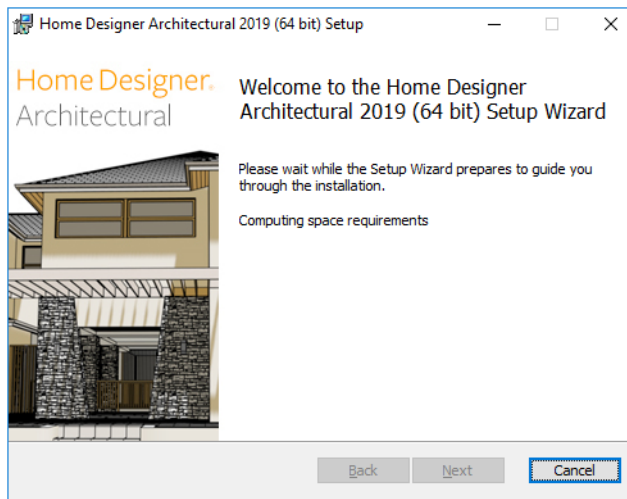 Home Designer Architectural 2019 (64 bit) Setup
Home Designer®
Architectural
Welcome to the Home Designer
Architectural 2019 (64 bit) Setup Wizard
Please wait while the Setup Wizard prepares to guide you
through the installation.
Computing space requirements
Back Next Cancel